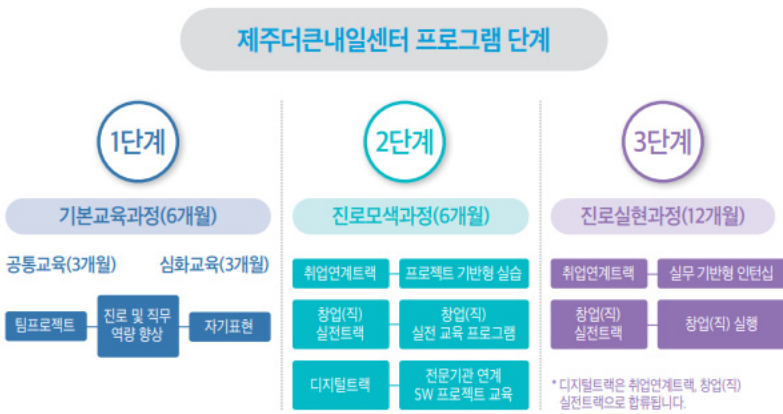 제주더큰내일센터 프로그램 단계
1단계
기본교육과정(6개월)
공통교육(3개월)
심화교육(3개월)
팀프로젝트
진로 및 직무
역량 향상
자기표현
2단계
진로모색과정(6개월)
취업연계트랙
프로젝트 기반형 실습
창업(직)
실전트랙
창업(직)
실전 교육 프로그램
디지털트랙
전문기관 연계
SW 프로젝트 교육
3단계
진로실현과정(12개월)
취업연계트랙
실무 기반형 인턴십
창업(직)
실전트랙
창업(직) 실행
* 디지털트랙은 취업연계트랙, 창업(직)
실전트랙으로 합류됩니다.